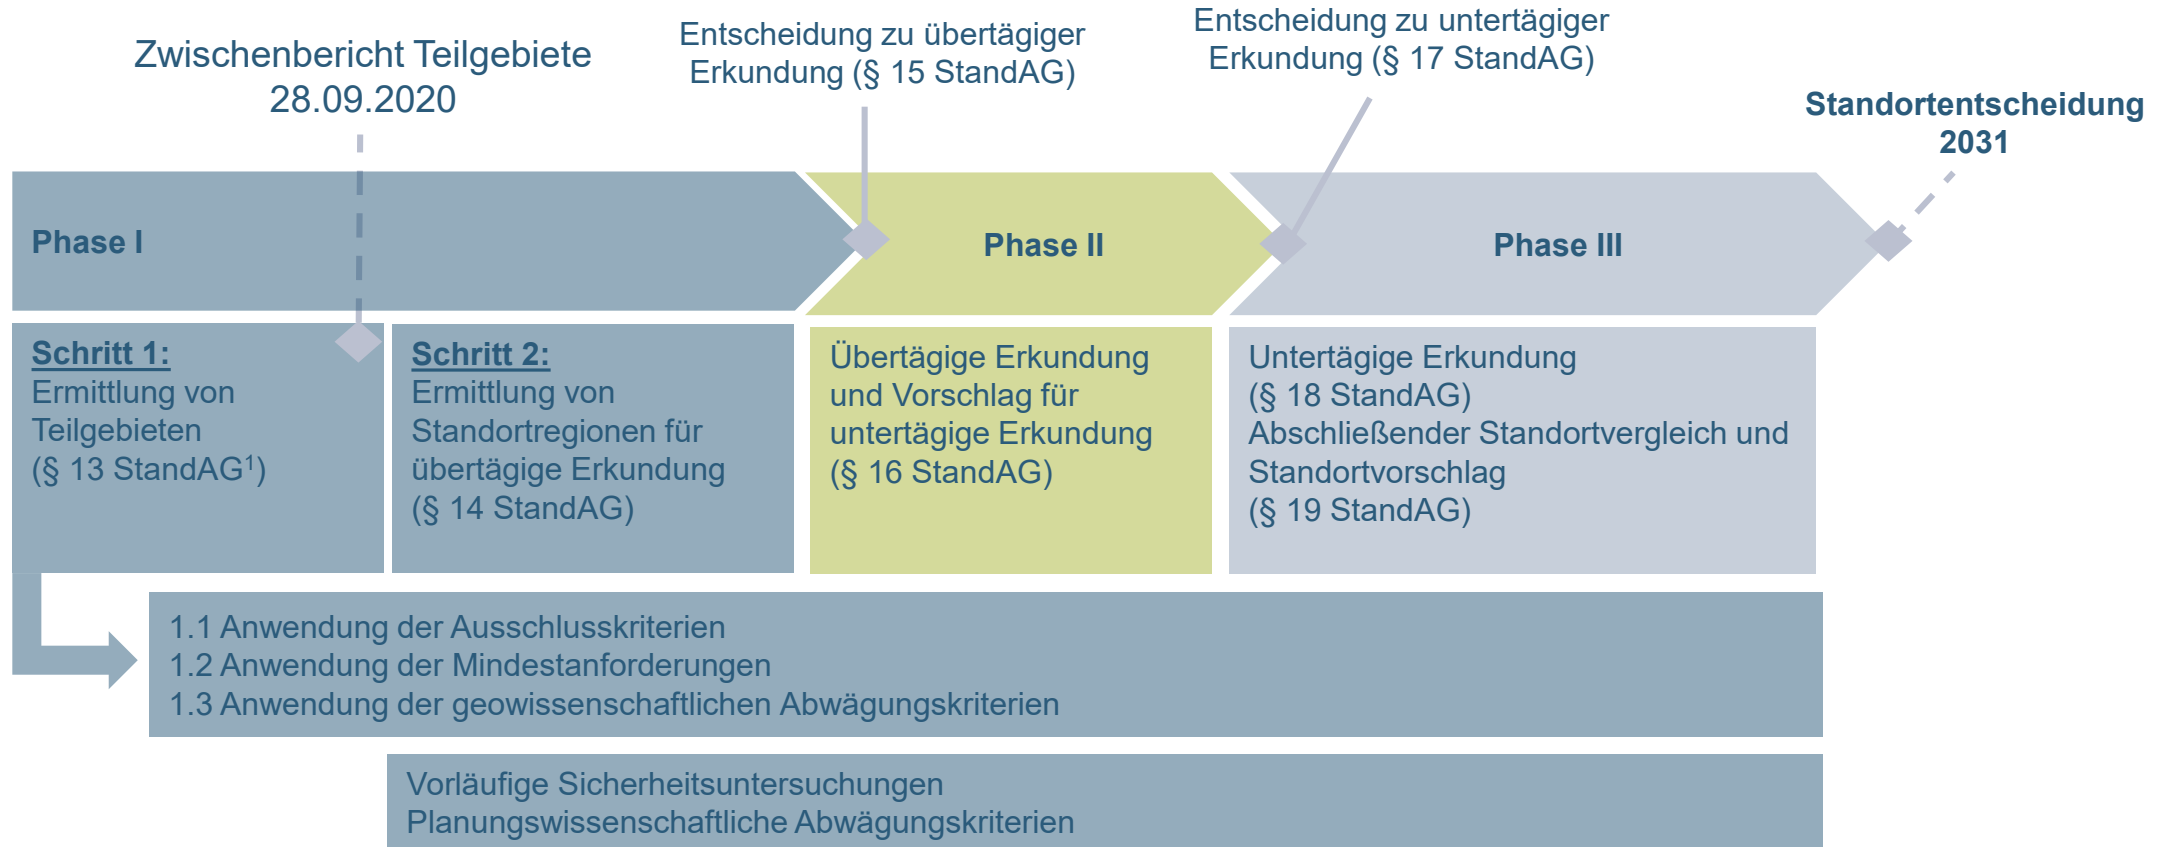 Zwischenbericht Teilgebiete
28.09.2020
Entscheidung zu übertägiger
Erkundung (§ 15 StandAG)
Entscheidung zu untertägiger
Erkundung (§ 17 StandAG)
Standortentscheidung
2031
Phase I
Phase II
Phase III
Schritt 1:
Ermittlung von
Teilgebieten
(§ 13 StandAG¹)
Schritt 2:
Ermittlung von
Standortregionen für
übertägige Erkundung
(§ 14 StandAG)
Übertägige Erkundung
und Vorschlag für
untertägige Erkundung
(§ 16 StandAG)
Untertägige Erkundung
(§ 18 StandAG)
Abschließender Standortvergleich und
Standortvorschlag
(§ 19 StandAG)
1.1 Anwendung der Ausschlusskriterien
1.2 Anwendung der Mindestanforderungen
1.3 Anwendung der geowissenschaftlichen Abwägungskriterien
Vorläufige Sicherheitsuntersuchungen
Planungswissenschaftliche Abwägungskriterien